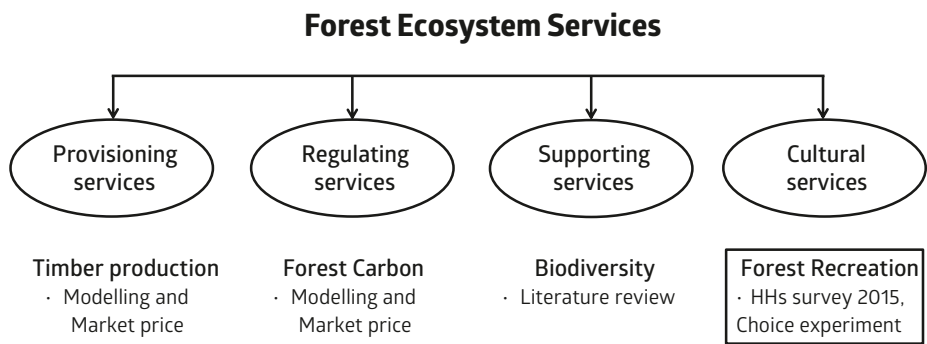 Forest Ecosystem Services
Provisioning
services
Regulating
services
Supporting
services
Cultural
services
Timber production
· Modelling and
Market price
Forest Carbon
· Modelling and
Market price
Biodiversity
· Literature review
Forest Recreation
· HHs survey 2015,
Choice experiment